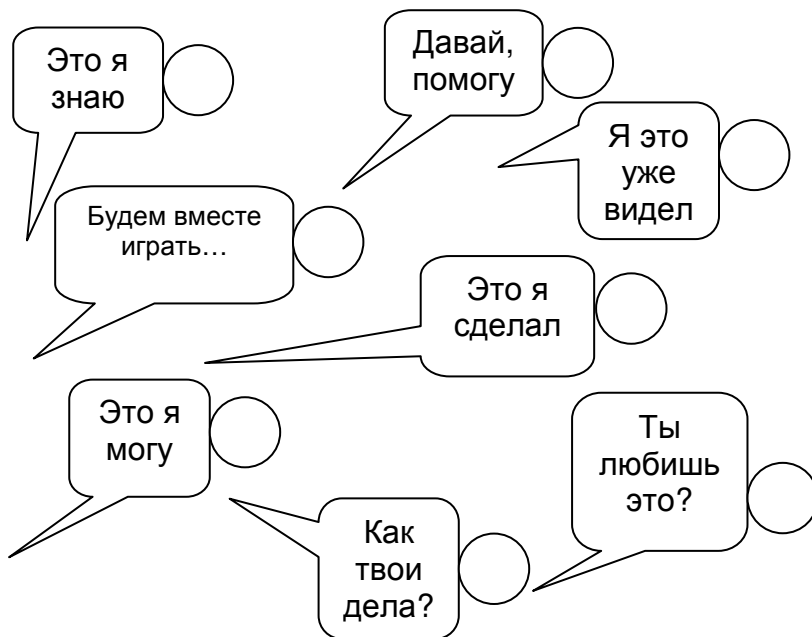 Это я
знаю
Давай,
помогу
Я это
уже
видел
Будем вместе
играть…
Это я
сделал
Это я
могу
Ты
любишь
это?
Как
твои
дела?